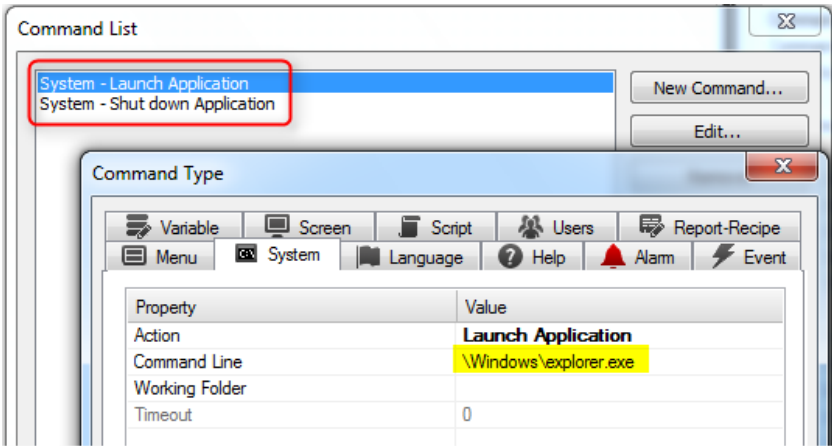 Command List
System - Launch Application
System - Shut down Application
New Command...
Edit...
Command Type
Variable Screen Script Users Report-Recipe
Menu System Language Help Alarm Event
Property Value
Action Launch Application
Command Line \Windows\explorer.exe
Working Folder
Timeout 0